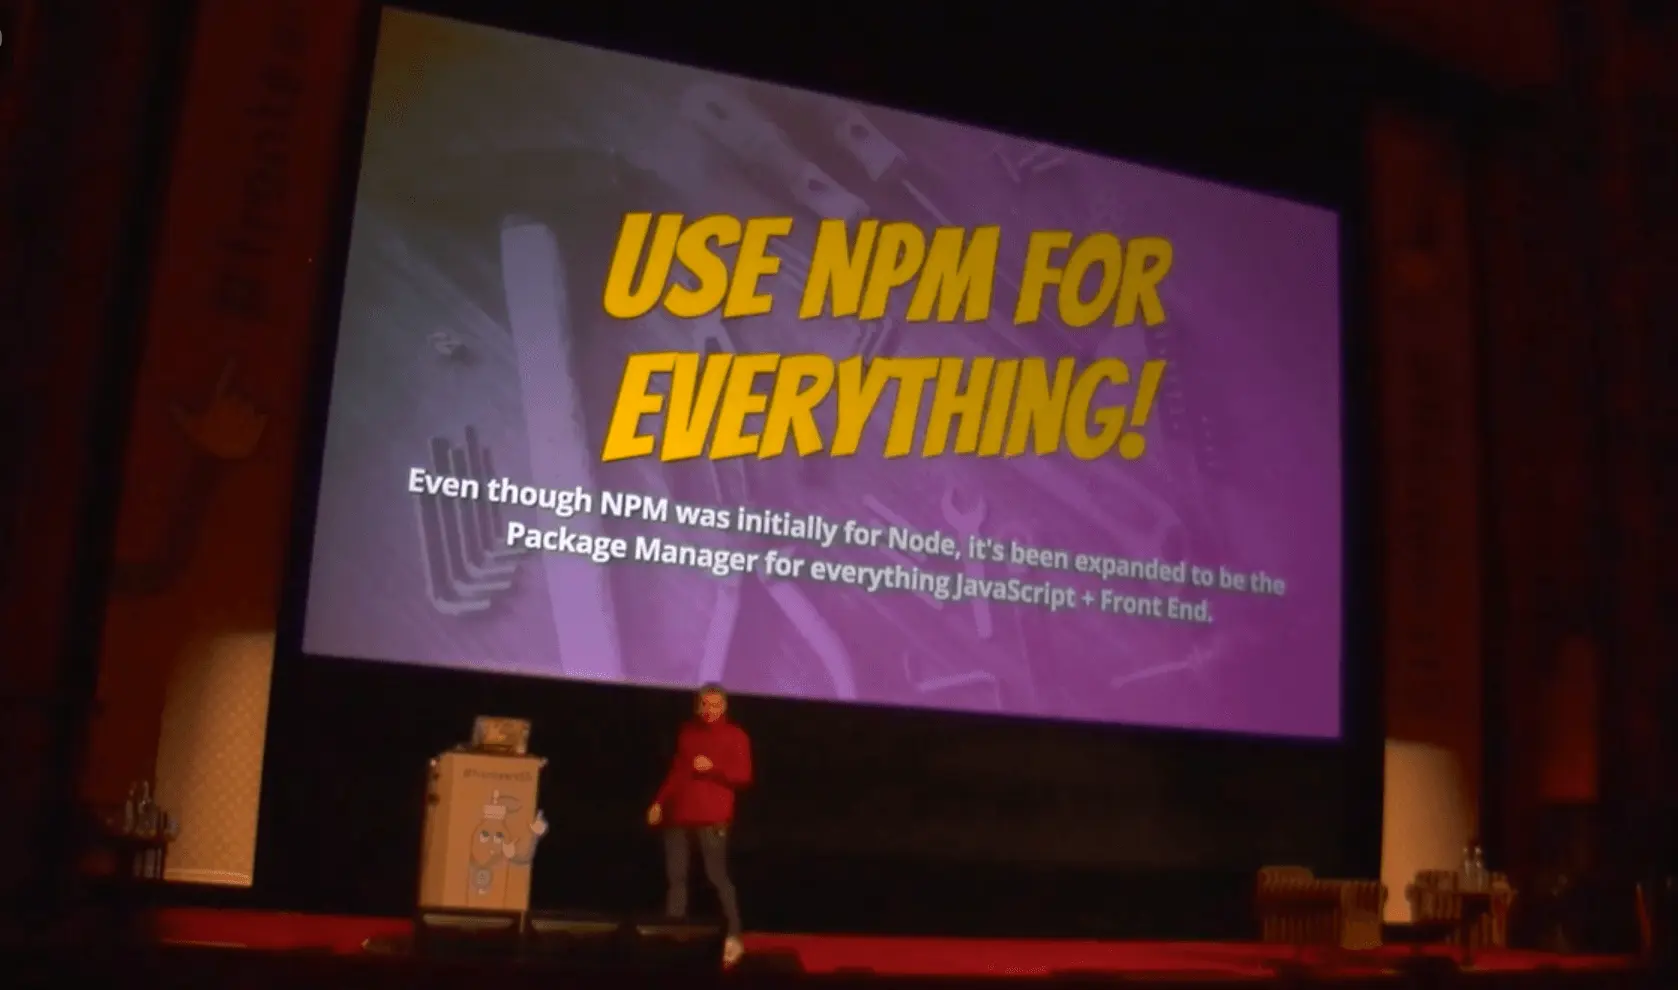 USE NPM FOR
EVERYTHING!
Even though NPM was initially for Node, it's been expanded to be the
Package Manager for everything JavaScript + Front End.